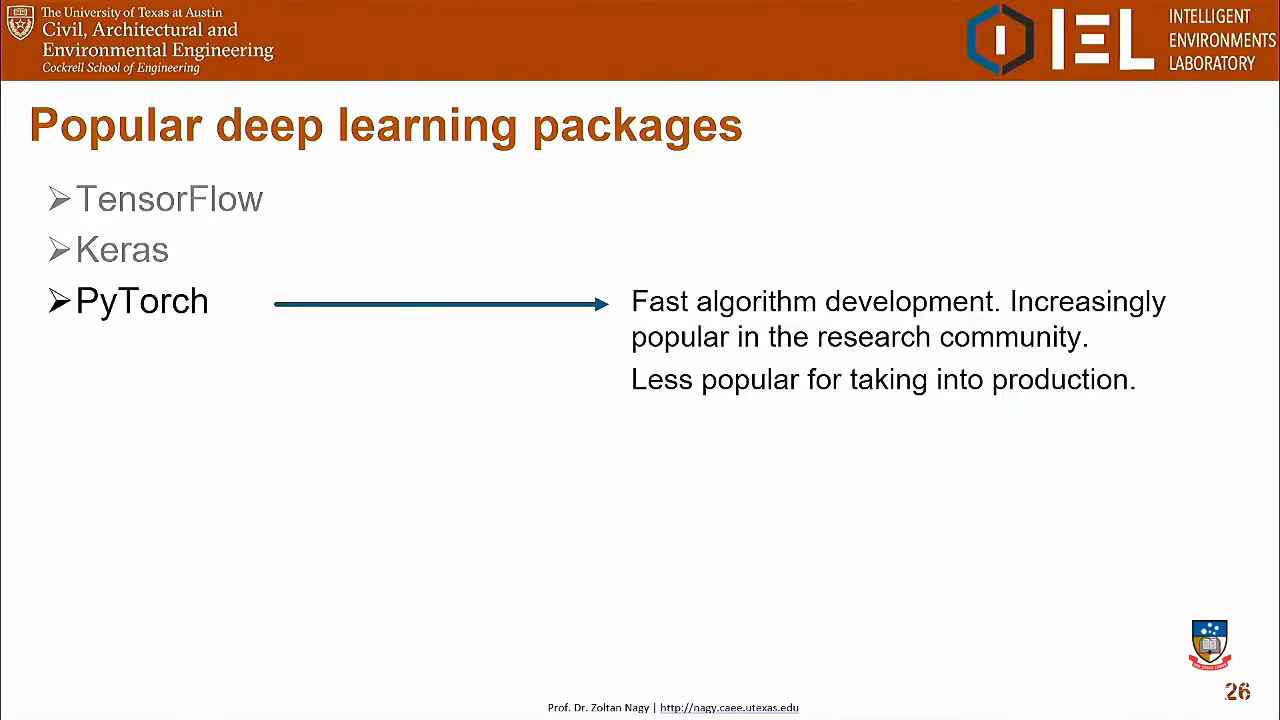 The University of Texas at Austin
Civil, Architectural and
Environmental Engineering
Cockrell School of Engineering
IEL
INTELLIGENT
ENVIRONMENTS
LABORATORY
Popular deep learning packages
➢TensorFlow
➢Keras
➢PyTorch
Fast algorithm development. Increasingly
popular in the research community.
Less popular for taking into production.
Prof. Dr. Zoltan Nagy | http://nagy.caee.utexas.edu
26